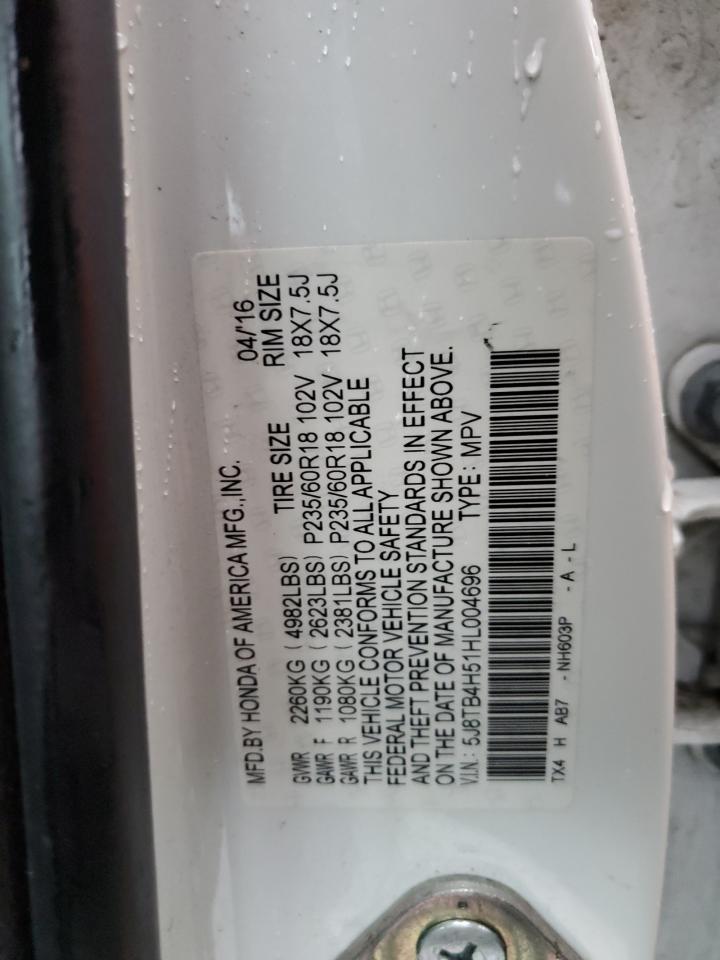 MFD.BY HONDA OF AMERICA MFG.,INC. 04/'16
TIRE SIZE RIM SIZE
GVWR 2260KG ( 4982LBS)
GAWR F 1190KG ( 2623LBS) P235/60R18 102V 18X7.5J
GAWR R 1080KG ( 2381LBS) P235/60R18 102V 18X7.5J
THIS VEHICLE CONFORMS TO ALL APPLICABLE
FEDERAL MOTOR VEHICLE SAFETY
AND THEFT PREVENTION STANDARDS IN EFFECT
ON THE DATE OF MANUFACTURE SHOWN ABOVE.
V.I.N.: 5J8TB4H51HL004696 TYPE: MPV
TX4 H AB7 - NH603P - A - L